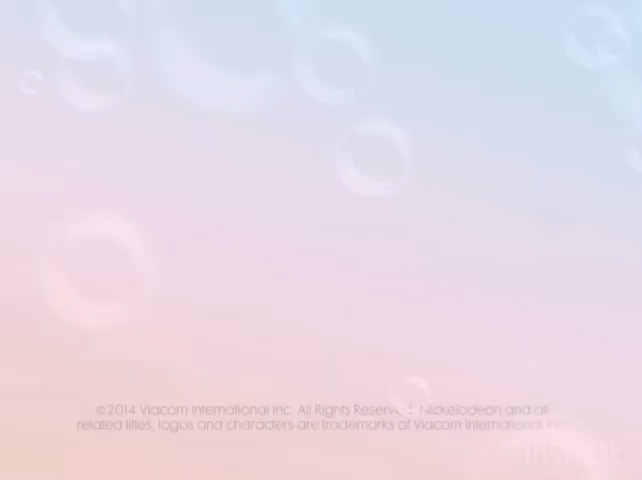 ©2014 Viacom International Inc. All Rights Reserved. Nickelodeon and all
related titles, logos and characters are trademarks of Viacom International Inc.